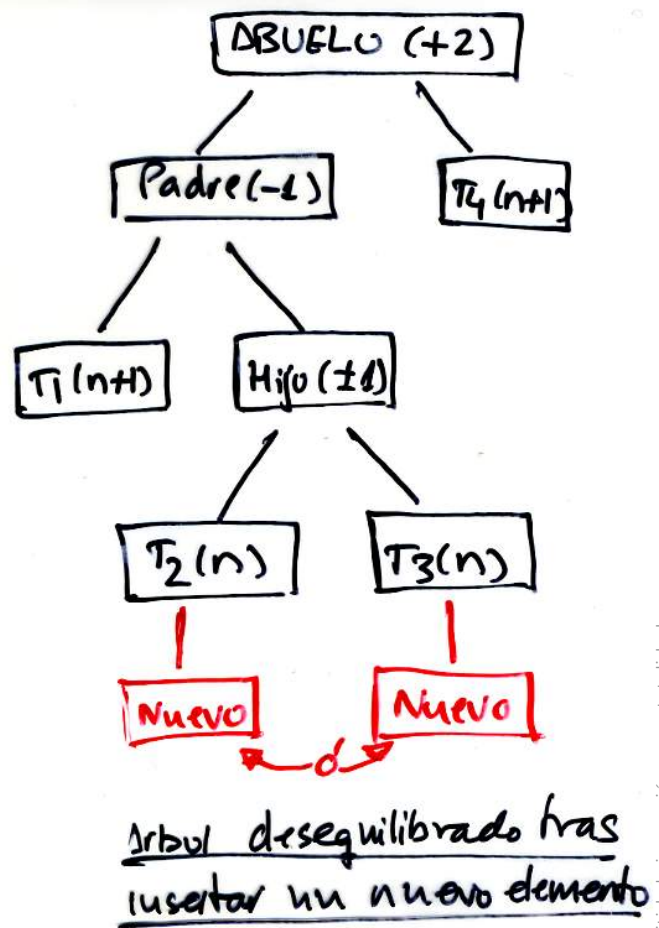 ABUELO (+2)
Padre(-1)
T4(n+1)
T1(n+1)
Hijo(±1)
T2(n)
T3(n)
Nuevo
Nuevo
ó
Arbol desequilibrado tras
insertar un nuevo elemento